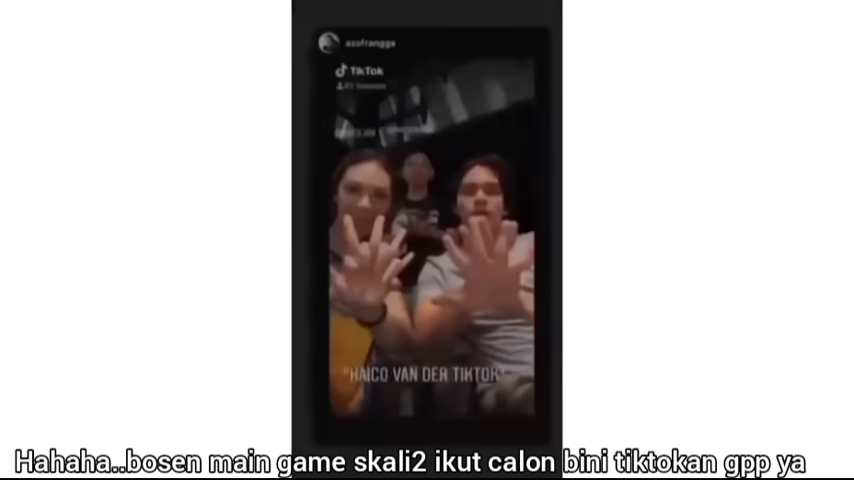 azofrangga
TikTok
"HAICO VAN DER TIKTOK"
Hahaha..bosen main game skali2 ikut calon bini tiktokan gpp ya